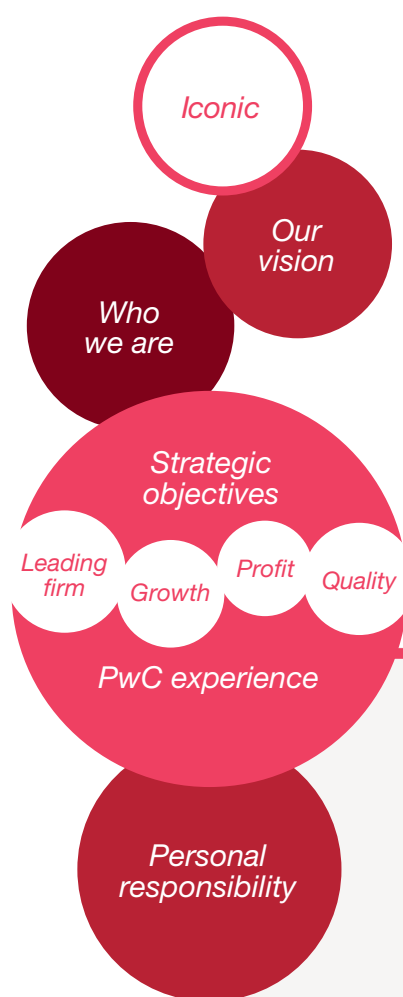 Iconic
Our
vision
Who
we are
Strategic
objectives
Leading
firm
Growth
Profit
Quality
PwC experience
Personal
responsibility